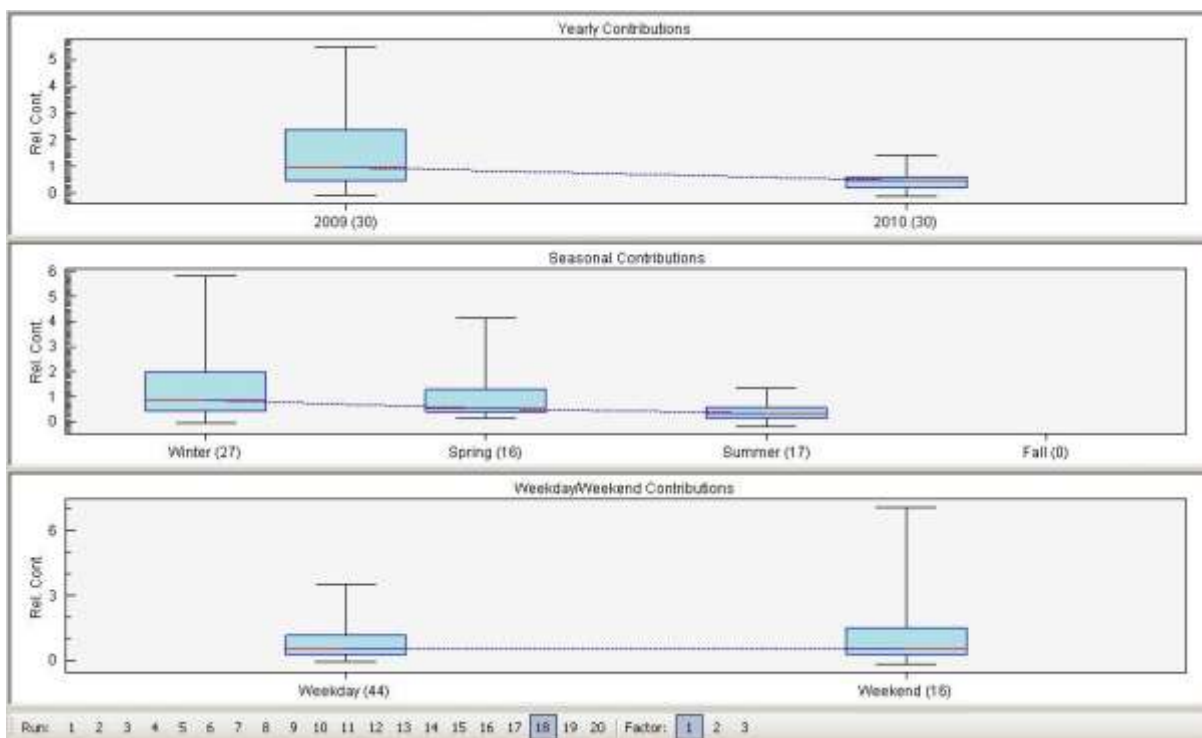 Yearly Contributions
Rel. Cont.
5
4
3
2
1
0
2009 (30) 2010 (30)
Seasonal Contributions
Rel. Cont.
6
5
4
3
2
1
0
Winter (27) Spring (16) Summer (17) Fall (0)
Weekday/Weekend Contributions
Rel. Cont.
6
3
0
Weekday (44) Weekend (16)
Run: 1 2 3 4 5 6 7 8 9 10 11 12 13 14 15 16 17 18 19 20 Factor: 1 2 3